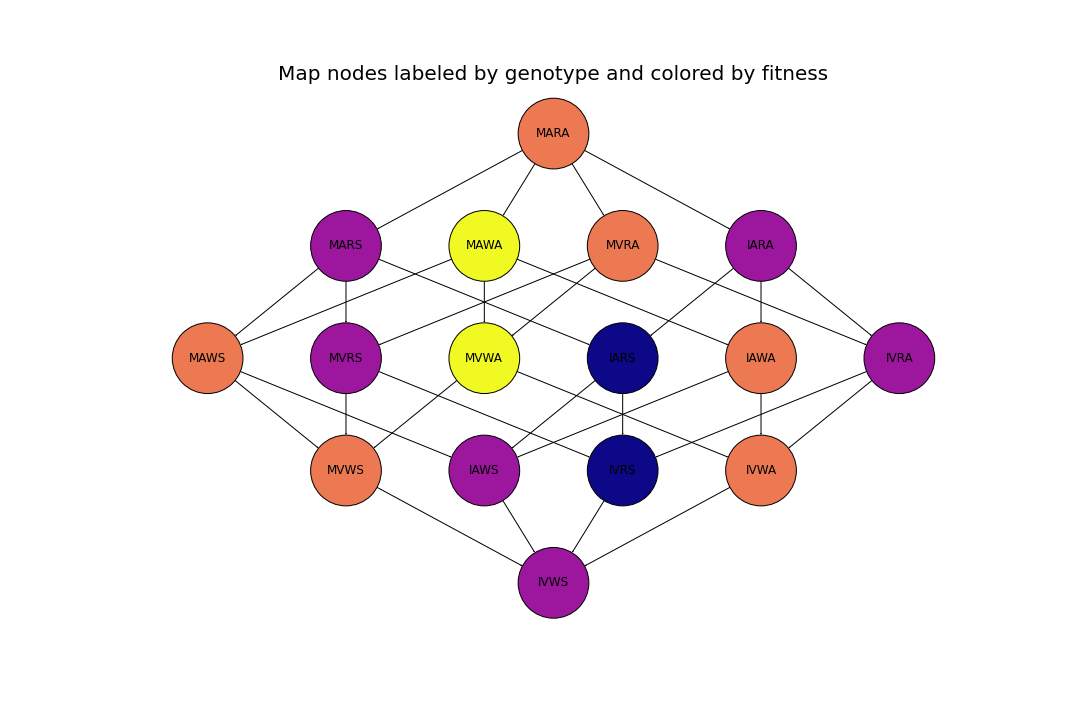 Map nodes labeled by genotype and colored by fitness
MARA
MARS MAWA MVRA IARA
MAWS MVRS MVWA IARS IAWA IVRA
MVWS IAWS IVRS IVWA
IVWS